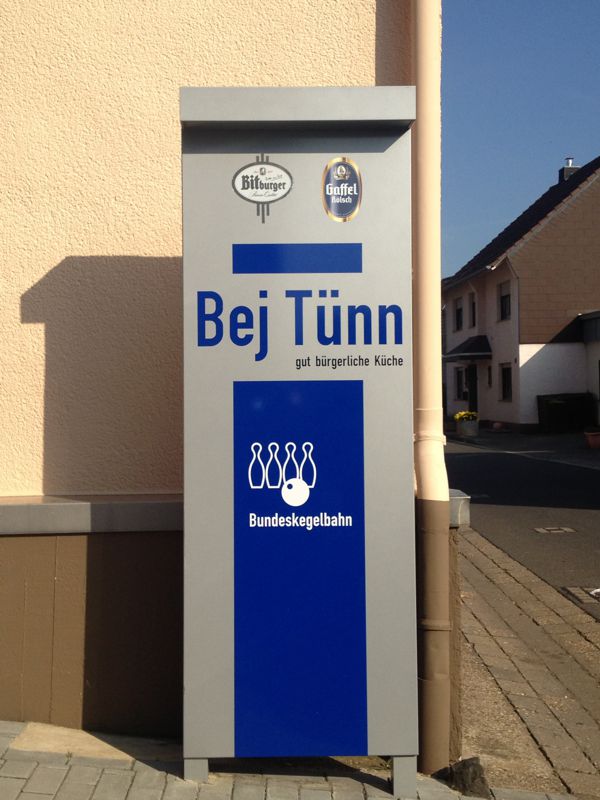 Bitburger
Gaffel
Kölsch
Bej Tünn
gut bürgerliche Küche
Bundeskegelbahn